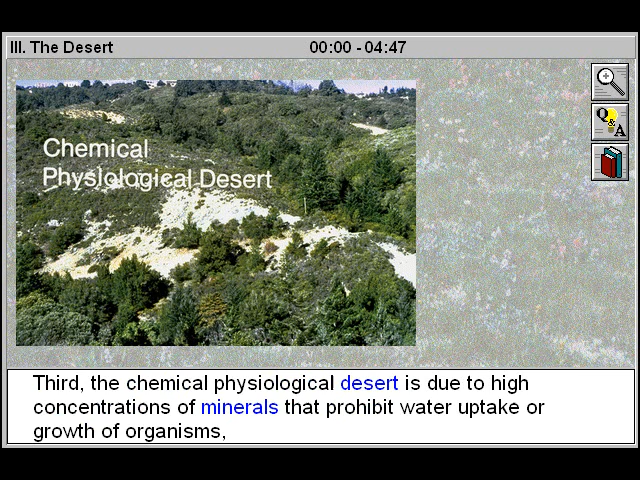 III. The Desert 00:00 - 04:47
Q&A
Chemical
Physiological Desert
Third, the chemical physiological desert is due to high
concentrations of minerals that prohibit water uptake or
growth of organisms,